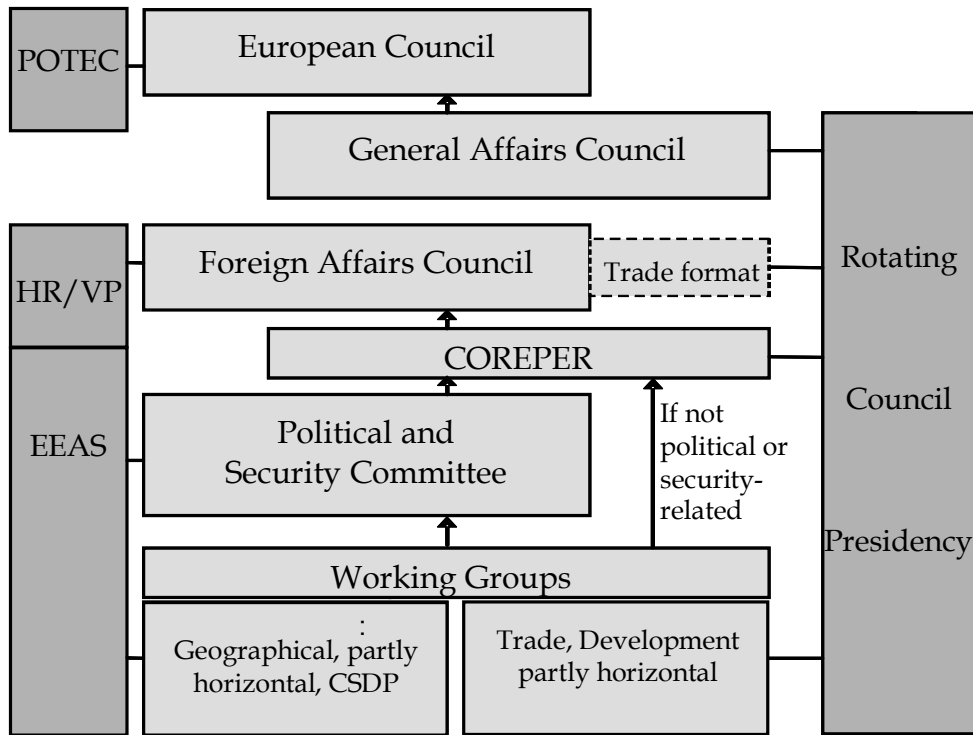 POTEC
European Council
General Affairs Council
HR/VP
Foreign Affairs Council
Trade format
Rotating
COREPER
EEAS
Political and
Security Committee
If not
political or
security-
related
Council
Presidency
Working Groups
:
Geographical, partly
horizontal, CSDP
Trade, Development
partly horizontal